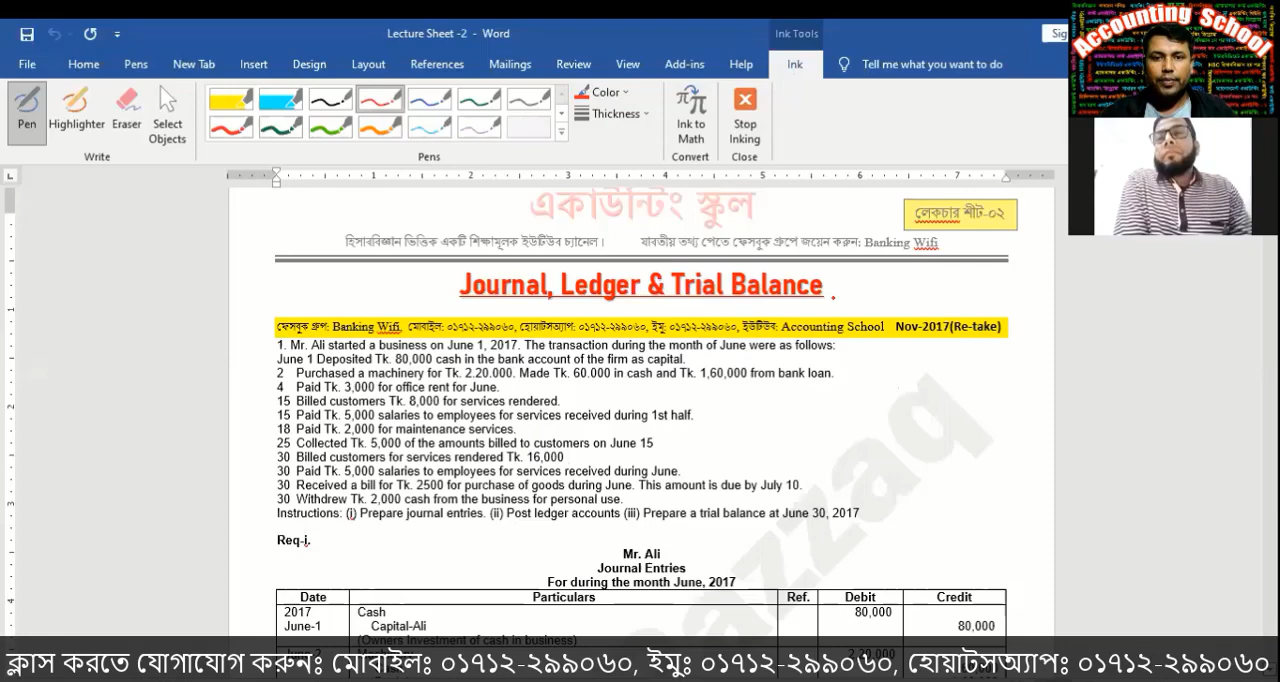 Lecture Sheet -2 - Word
Ink Tools
Sig
Accounting School
File Home Pens New Tab Insert Design Layout References Mailings Review View Add-ins Help Ink Tell me what you want to do
Pen Highlighter Eraser Select Objects
Color
Thickness
Ink to Math
Stop Inking
Write Pens Convert Close
1 2 3 4 5 6 7
একাউন্টিং স্কুল
লেকচার শীট-০২
হিসাববিজ্ঞান ভিত্তিক একটি শিক্ষামূলক ইউটিউব চ্যানেল। যাবতীয় তথ্য পেতে ফেসবুক গ্রুপে জয়েন করুন: Banking Wifi
Journal, Ledger & Trial Balance
ফেসবুক গ্রুপ: Banking Wifi, মোবাইল: ০১৭১২-২৯৯০৬০, হোয়াটসঅ্যাপ: ০১৭১২-২৯৯০৬০, ইমু: ০১৭১২-২৯৯০৬০, ইউটিউব: Accounting School Nov-2017(Re-take)
1. Mr. Ali started a business on June 1, 2017. The transaction during the month of June were as follows:
June 1 Deposited Tk. 80,000 cash in the bank account of the firm as capital.
2 Purchased a machinery for Tk. 2.20.000. Made Tk. 60.000 in cash and Tk. 1,60,000 from bank loan.
4 Paid Tk. 3,000 for office rent for June.
15 Billed customers Tk. 8,000 for services rendered.
15 Paid Tk. 5,000 salaries to employees for services received during 1st half.
18 Paid Tk. 2,000 for maintenance services.
25 Collected Tk. 5,000 of the amounts billed to customers on June 15
30 Billed customers for services rendered Tk. 16,000
30 Paid Tk. 5,000 salaries to employees for services received during June.
30 Received a bill for Tk. 2500 for purchase of goods during June. This amount is due by July 10.
30 Withdrew Tk. 2,000 cash from the business for personal use.
Instructions: (i) Prepare journal entries. (ii) Post ledger accounts (iii) Prepare a trial balance at June 30, 2017
Req-i.
Mr. Ali
Journal Entries
For during the month June, 2017
Date Particulars Ref. Debit Credit
2017 Cash 80,000
June-1 Capital-Ali 80,000
(Owners Investment of cash in business)
ক্লাস করতে যোগাযোগ করুনঃ মোবাইলঃ ০১৭১২-২৯৯০৬০, ইমুঃ ০১৭১২-২৯৯০৬০, হোয়াটসঅ্যাপঃ ০১৭১২-২৯৯০৬০